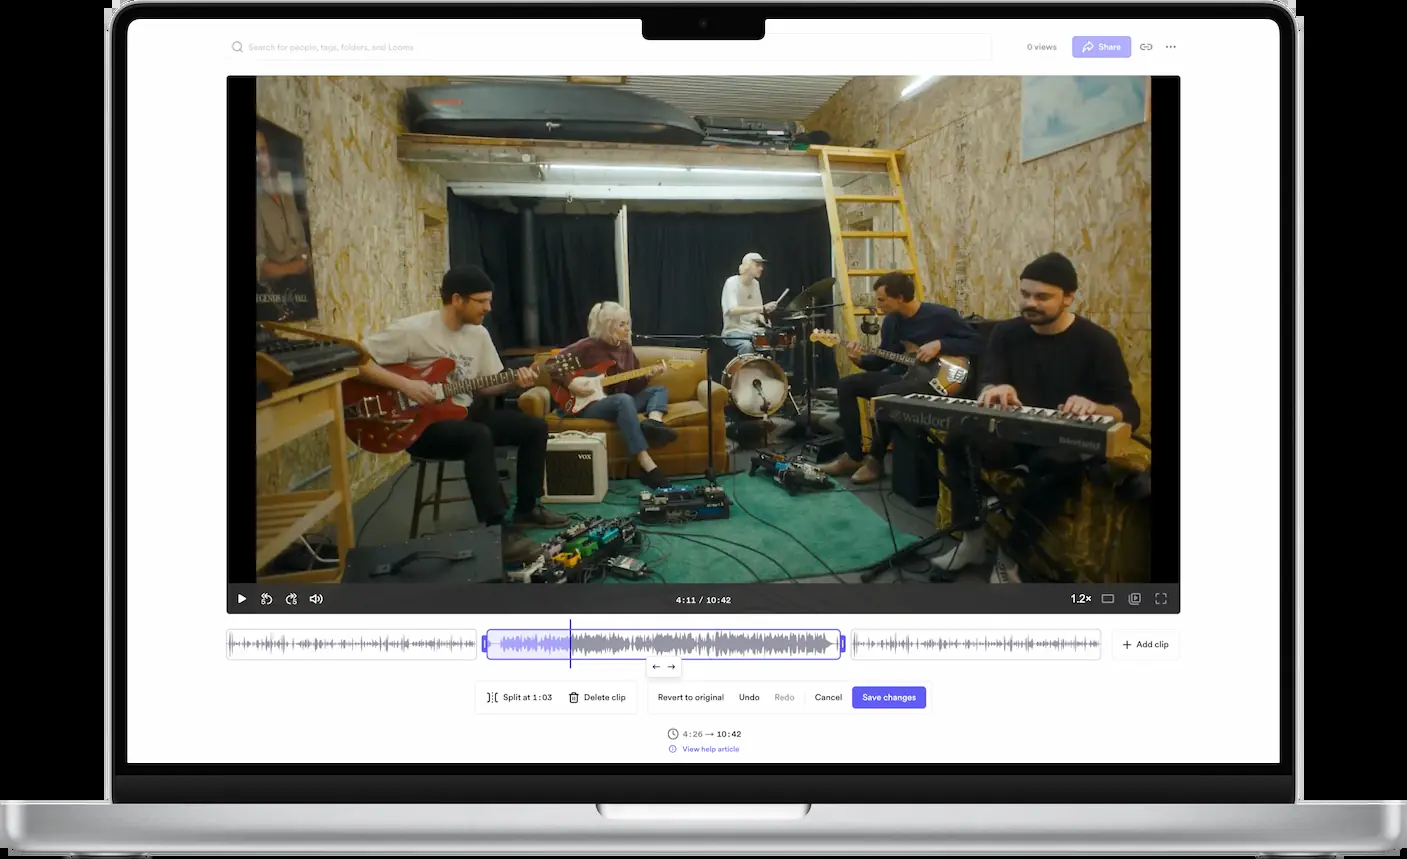 Search for people, tags, folders, and Looms
0 views
Share
LEGENDS of the FALL
VOX
waldorf
4:11 / 10:42
1.2×
Add clip
Split at 1:03
Delete clip
Revert to original
Undo
Redo
Cancel
Save changes
4:26 → 10:42
View help article